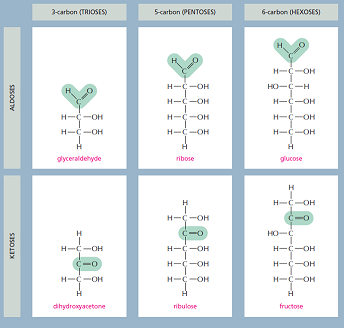 3-carbon (TRIOSES)
5-carbon (PENTOSES)
6-carbon (HEXOSES)
ALDOSES
H O
C
H—C—OH
H—C—OH
H
glyceraldehyde
H O
C
H—C—OH
H—C—OH
H—C—OH
H—C—OH
H
ribose
H O
C
H—C—OH
HO—C—H
H—C—OH
H—C—OH
H—C—OH
H
glucose
KETOSES
H
H—C—OH
C=O
H—C—OH
H
dihydroxyacetone
H
H—C—OH
C=O
H—C—OH
H—C—OH
H—C—OH
H
ribulose
H
H—C—OH
C=O
HO—C—H
H—C—OH
H—C—OH
H—C—OH
H
fructose